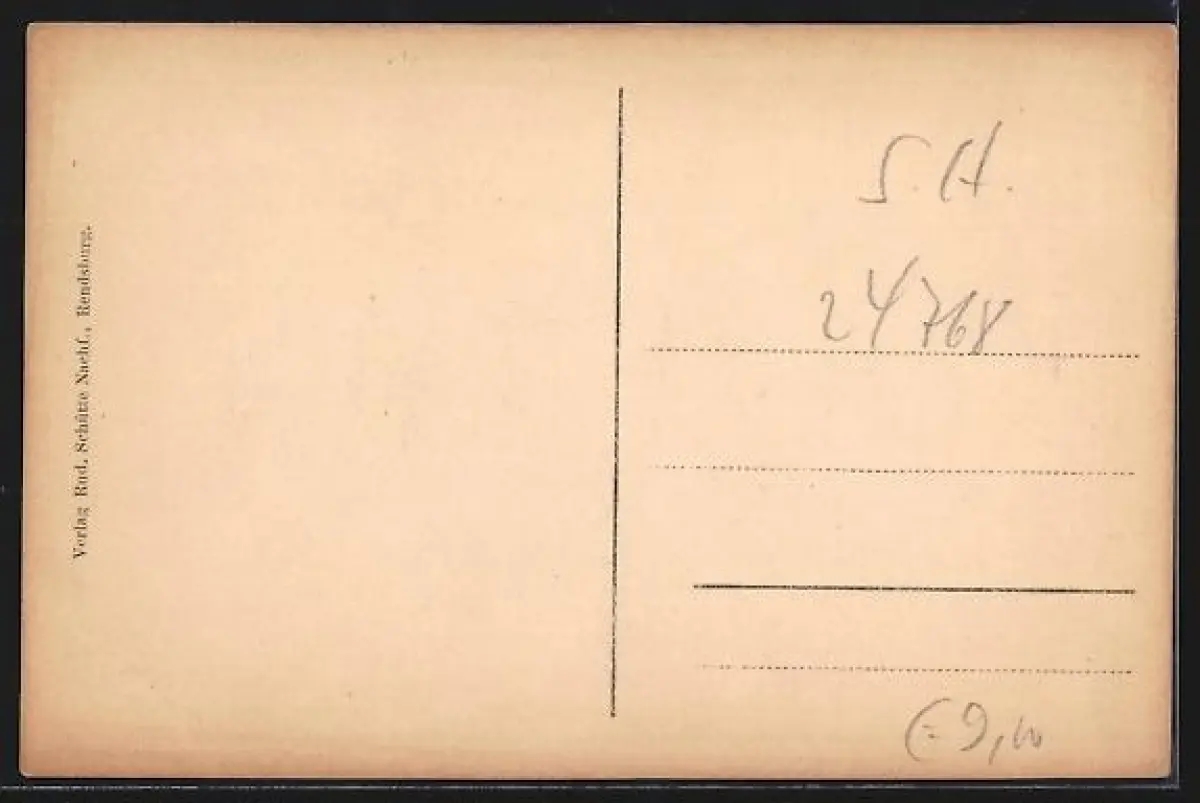 Verlag Rud. Schütze Nachf., Rendsburg.
S. H.
24768
€ 9,00